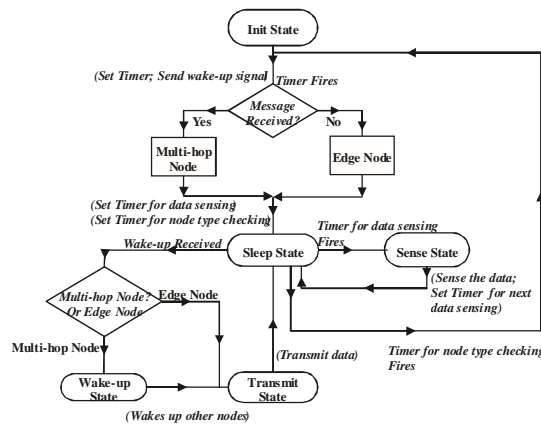 Init State
(Set Timer; Send wake-up signal)
Timer Fires
Message
Received?
Yes
No
Multi-hop
Node
Edge Node
(Set Timer for data sensing)
(Set Timer for node type checking)
Wake-up Received
Sleep State
Timer for data sensing
Fires
Sense State
(Sense the data;
Set Timer for next
data sensing)
Multi-hop Node?
Or Edge Node
Edge Node
Multi-hop Node
(Transmit data)
Timer for node type checking
Fires
Wake-up
State
Transmit
State
(Wakes up other nodes)